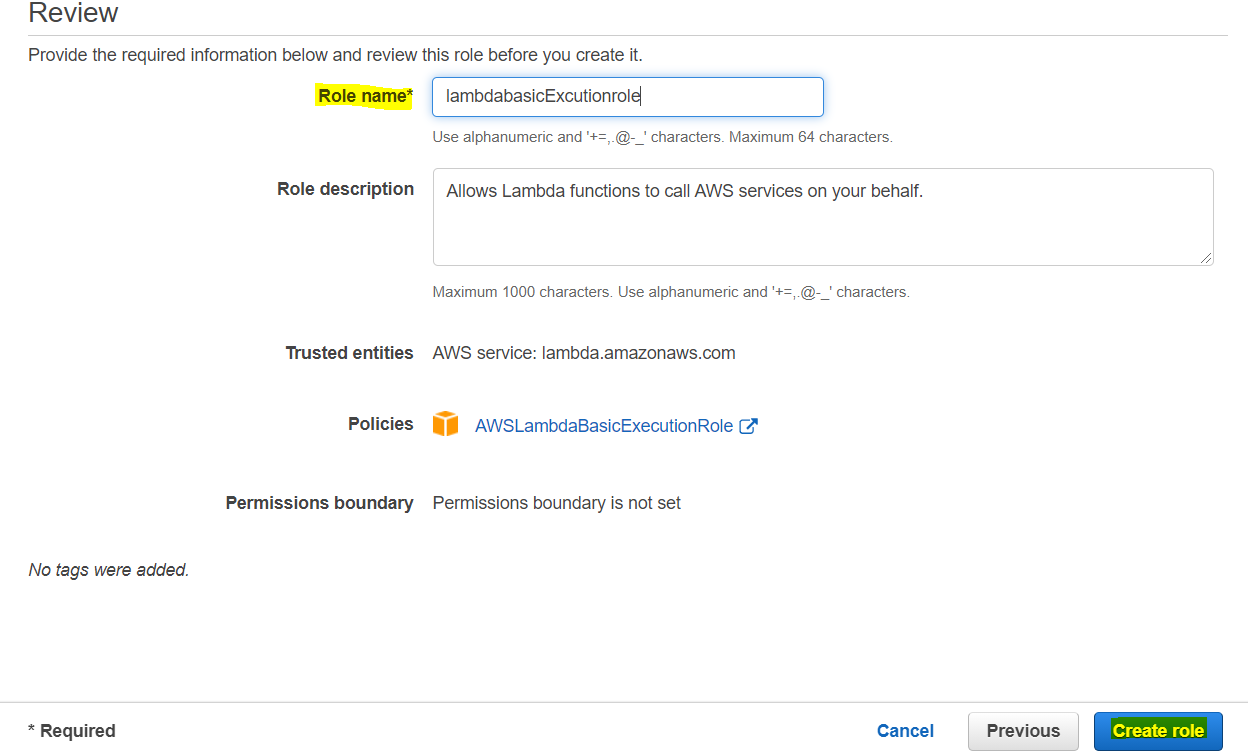 Review
Provide the required information below and review this role before you create it.
Role name* lambdabasicExcutionrole
Use alphanumeric and '+=,.@-_' characters. Maximum 64 characters.
Role description Allows Lambda functions to call AWS services on your behalf.
Maximum 1000 characters. Use alphanumeric and '+=,.@-_' characters.
Trusted entities AWS service: lambda.amazonaws.com
Policies AWSLambdaBasicExecutionRole
Permissions boundary Permissions boundary is not set
No tags were added.
* Required Cancel Previous Create role